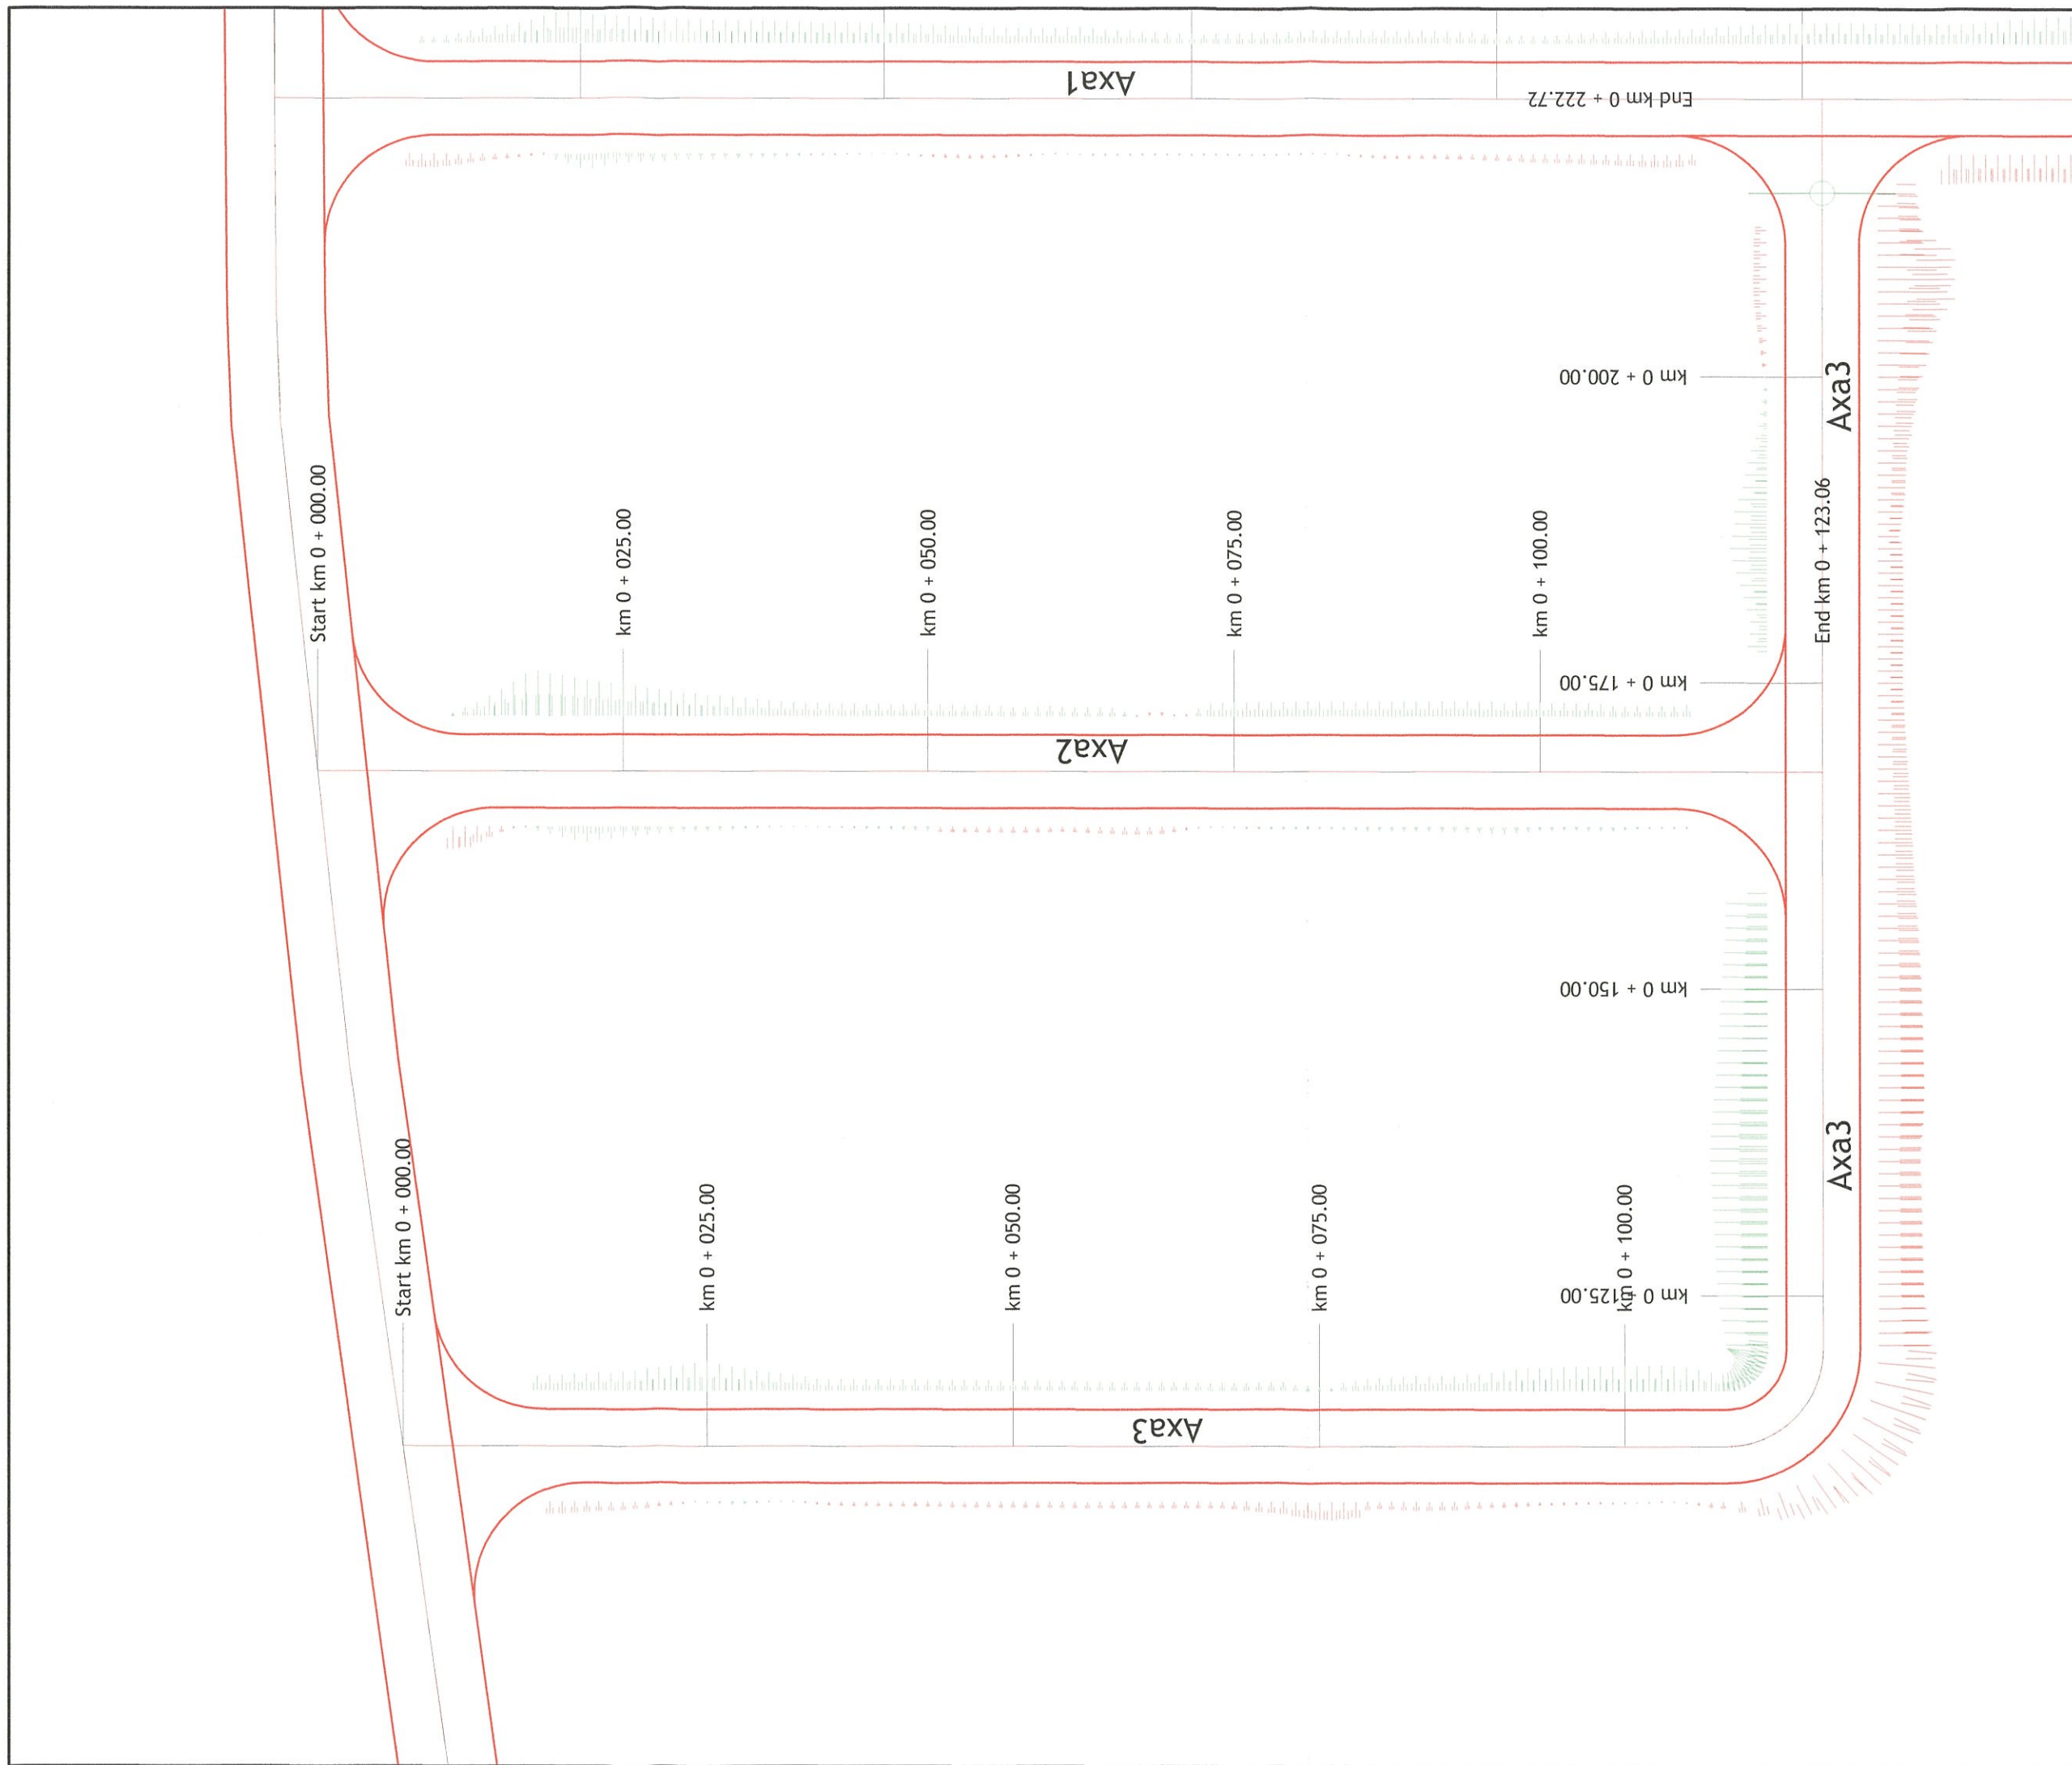 Axa1
End km 0 + 222.72
km 0 + 200.00
Axa3
Start km 0 + 000.00
km 0 + 025.00
km 0 + 050.00
km 0 + 075.00
km 0 + 100.00
End km 0 + 123.06
km 0 + 175.00
Axa2
km 0 + 150.00
Axa3
Start km 0 + 000.00
km 0 + 025.00
km 0 + 050.00
km 0 + 075.00
km 0 + 100.00
km 0 + 125.00
Axa3